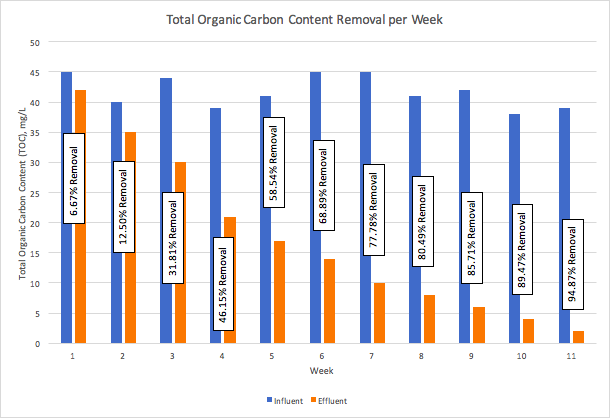 Total Organic Carbon Content Removal per Week
Total Organic Carbon Content (TOC), mg/L
50
45
40
35
30
25
20
15
10
5
0
6.67% Removal
12.50% Removal
31.81% Removal
46.15% Removal
58.54% Removal
68.89% Removal
77.78% Removal
80.49% Removal
85.71% Removal
89.47% Removal
94.87% Removal
1 2 3 4 5 6 7 8 9 10 11
Week
Influent Effluent